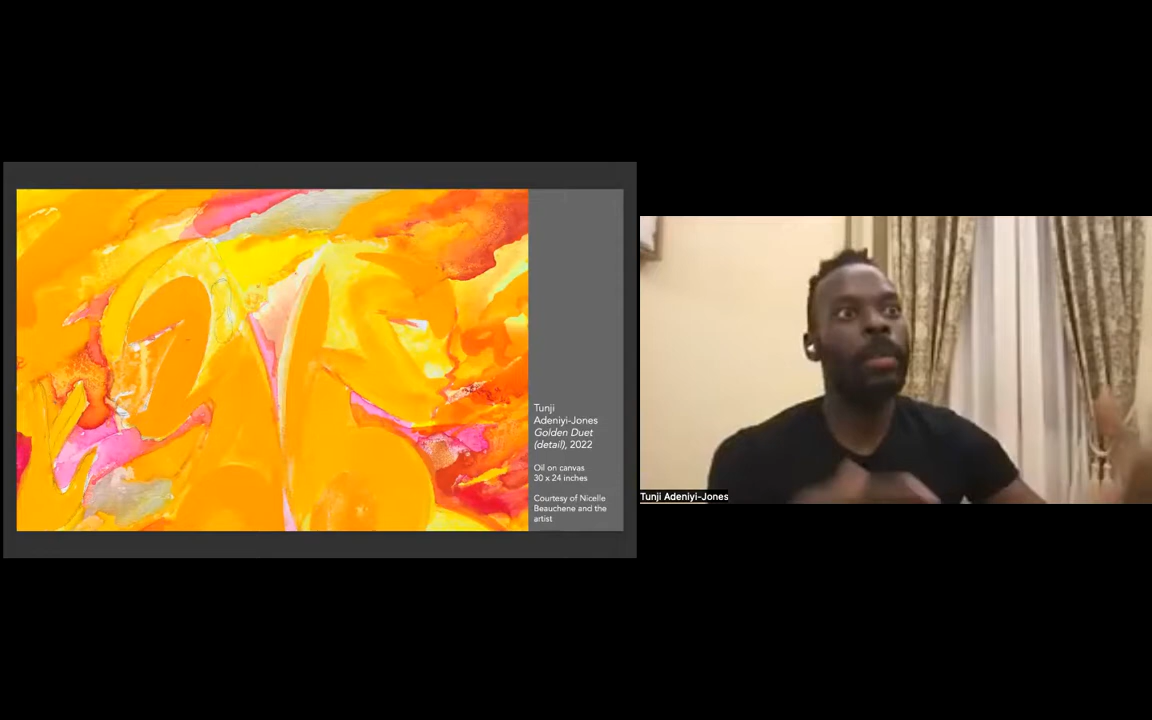 Tunji
Adeniyi-Jones
Golden Duet
(detail), 2022
Oil on canvas
30 x 24 inches
Courtesy of Nicelle
Beauchene and the
artist
Tunji Adeniyi-Jones